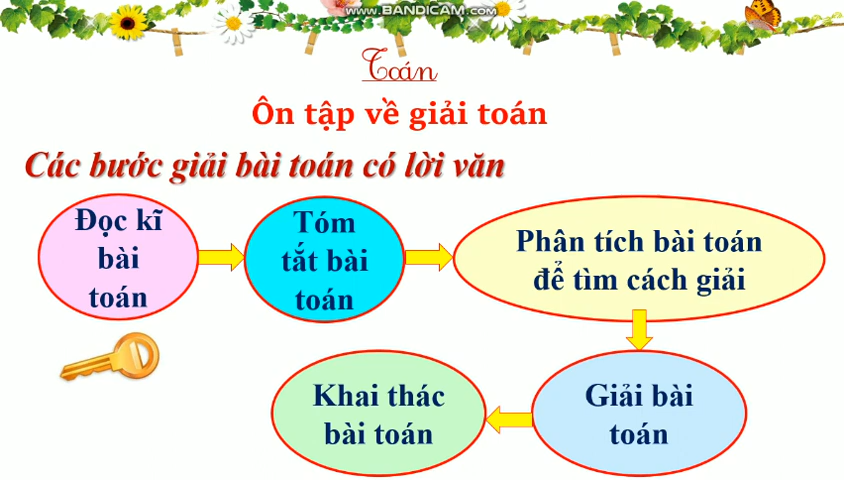 www.BANDICAM.com
Toán
Ôn tập về giải toán
Các bước giải bài toán có lời văn
Đọc kĩ
bài
toán
Tóm
tắt bài
toán
Phân tích bài toán
để tìm cách giải
Giải bài
toán
Khai thác
bài toán